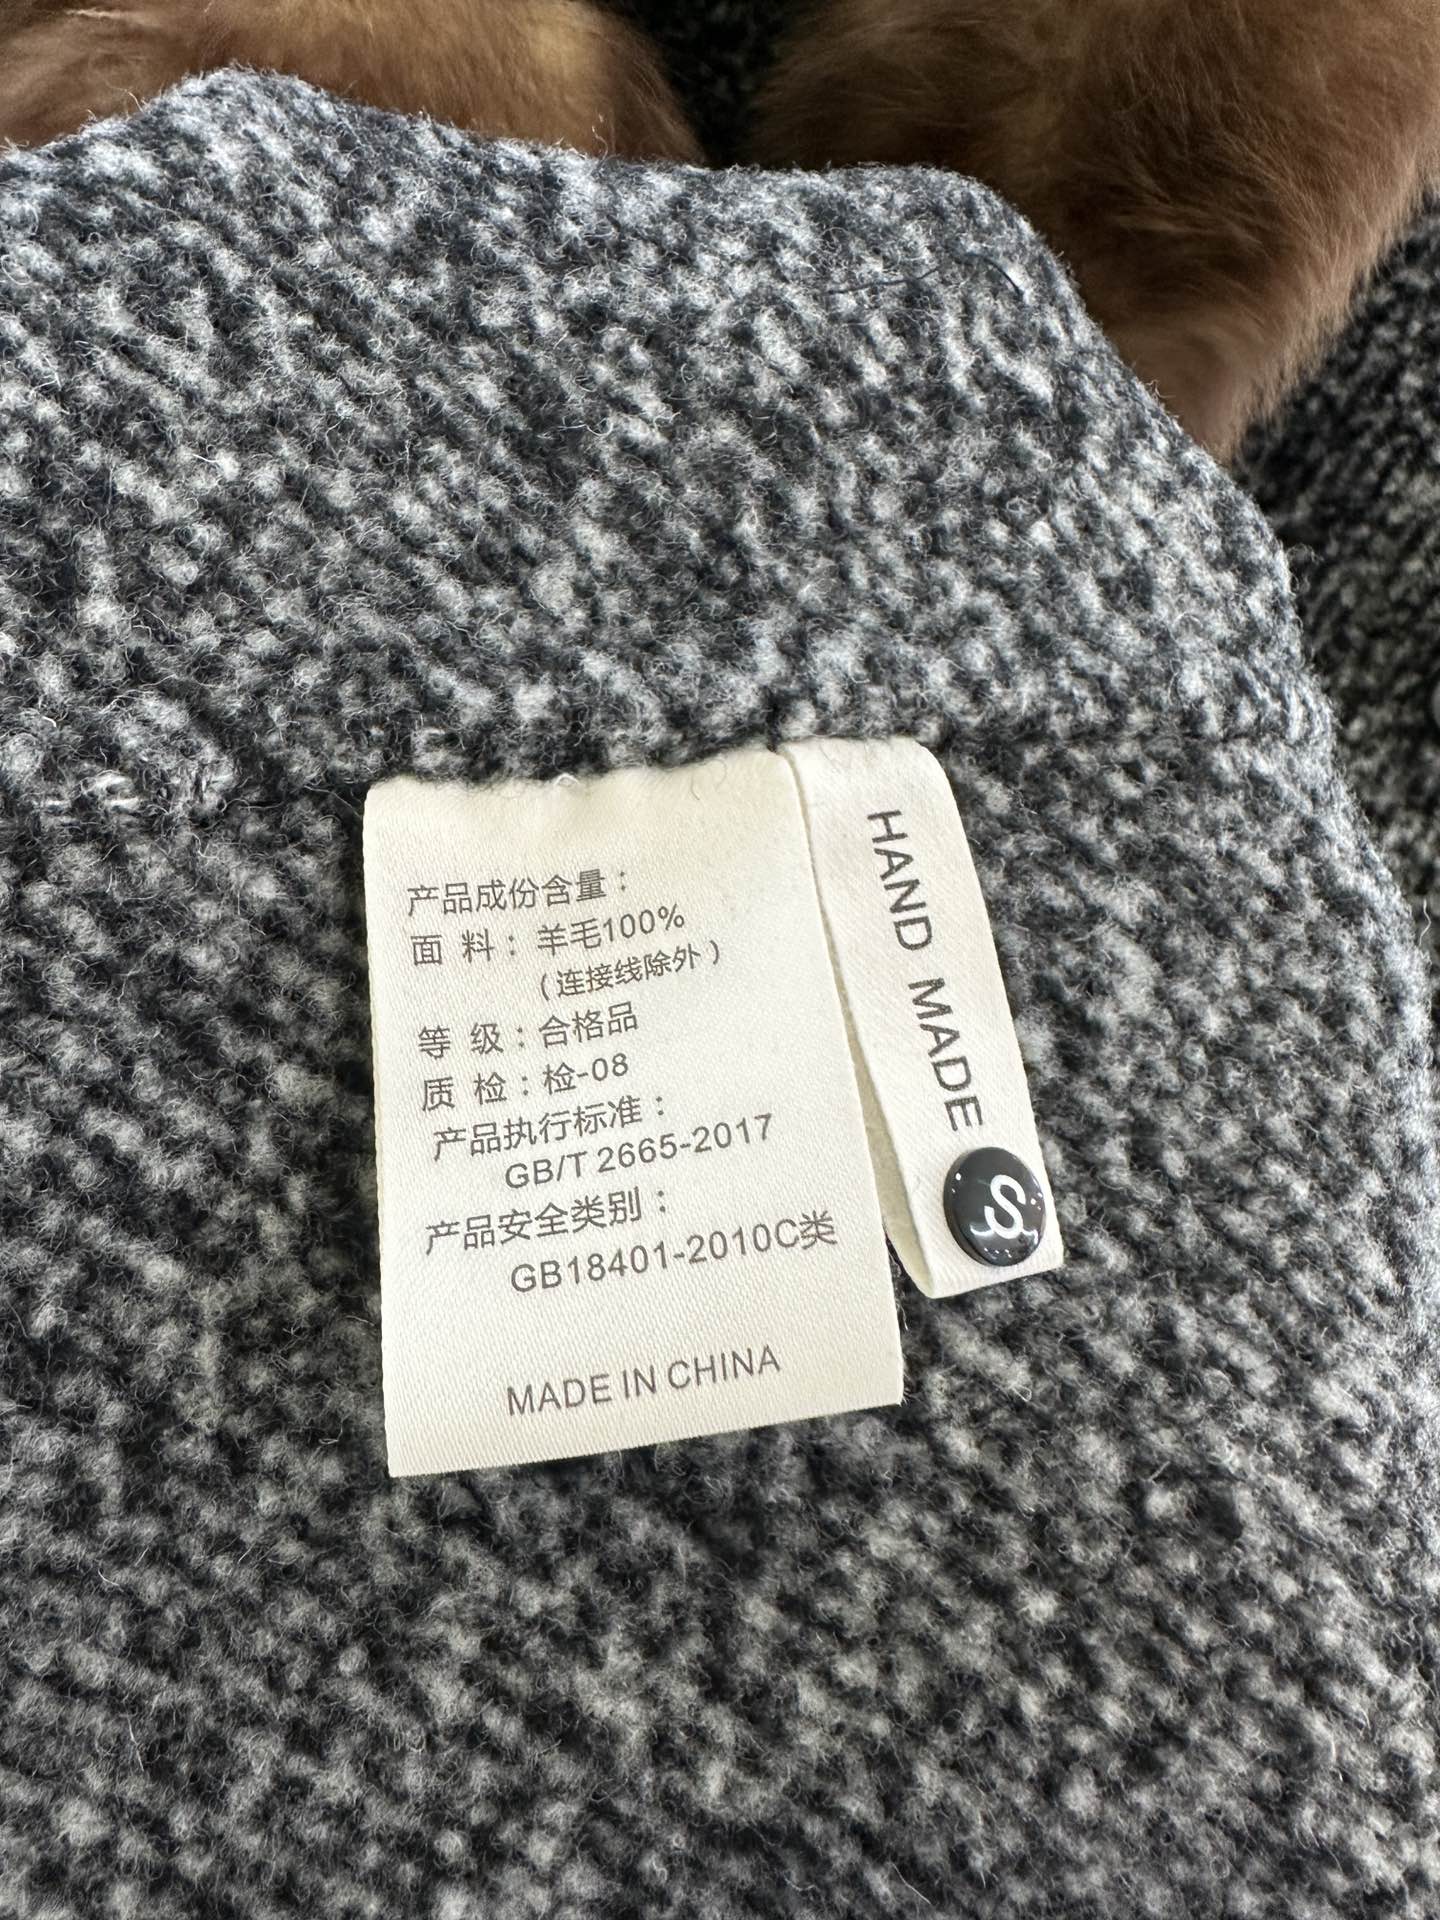 产品成份含量：
面 料：羊毛100%
（连接线除外）
等 级：合格品
质 检：检-08
产品执行标准：
GB/T 2665-2017
产品安全类别：
GB18401-2010C类
MADE IN CHINA
HAND MADE
S